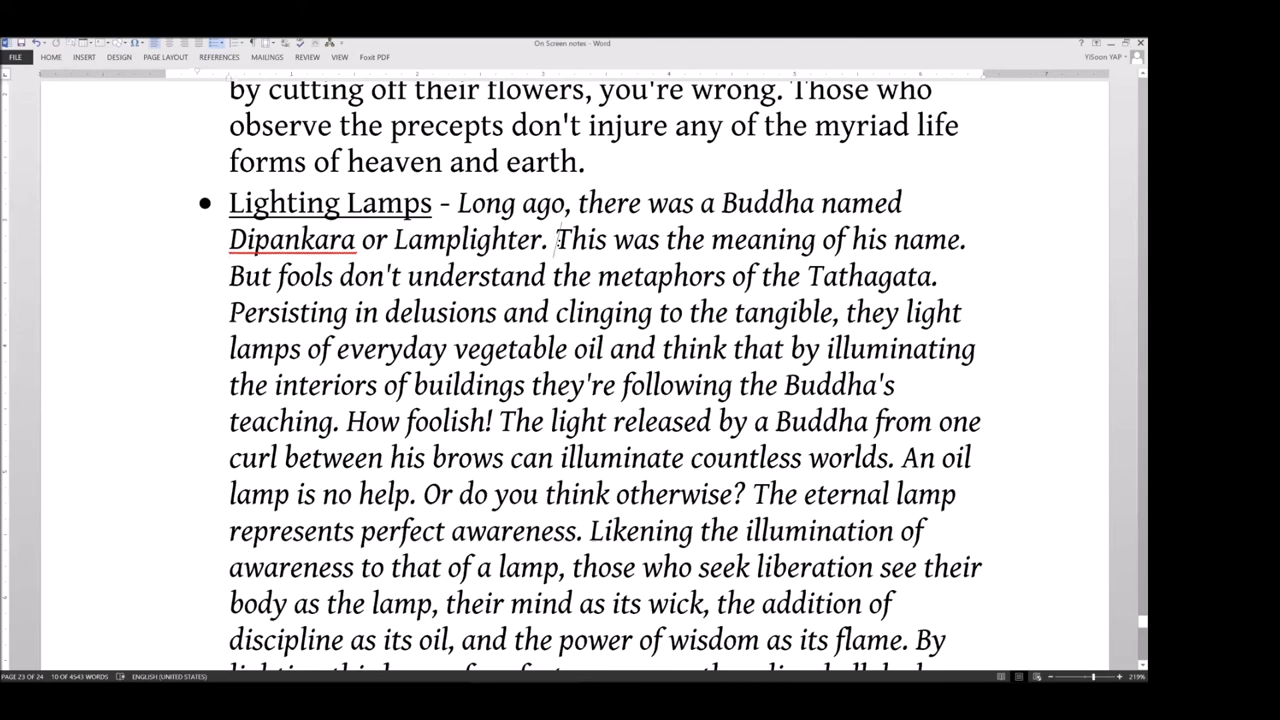 On Screen notes - Word
FILE HOME INSERT DESIGN PAGE LAYOUT REFERENCES MAILINGS REVIEW VIEW Foxit PDF YiSoon YAP
by cutting off their flowers, you're wrong. Those who
observe the precepts don't injure any of the myriad life
forms of heaven and earth.
• Lighting Lamps - Long ago, there was a Buddha named
Dipankara or Lamplighter. This was the meaning of his name.
But fools don't understand the metaphors of the Tathagata.
Persisting in delusions and clinging to the tangible, they light
lamps of everyday vegetable oil and think that by illuminating
the interiors of buildings they're following the Buddha's
teaching. How foolish! The light released by a Buddha from one
curl between his brows can illuminate countless worlds. An oil
lamp is no help. Or do you think otherwise? The eternal lamp
represents perfect awareness. Likening the illumination of
awareness to that of a lamp, those who seek liberation see their
body as the lamp, their mind as its wick, the addition of
discipline as its oil, and the power of wisdom as its flame. By
PAGE 23 OF 24 10 OF 4543 WORDS ENGLISH (UNITED STATES) 219%